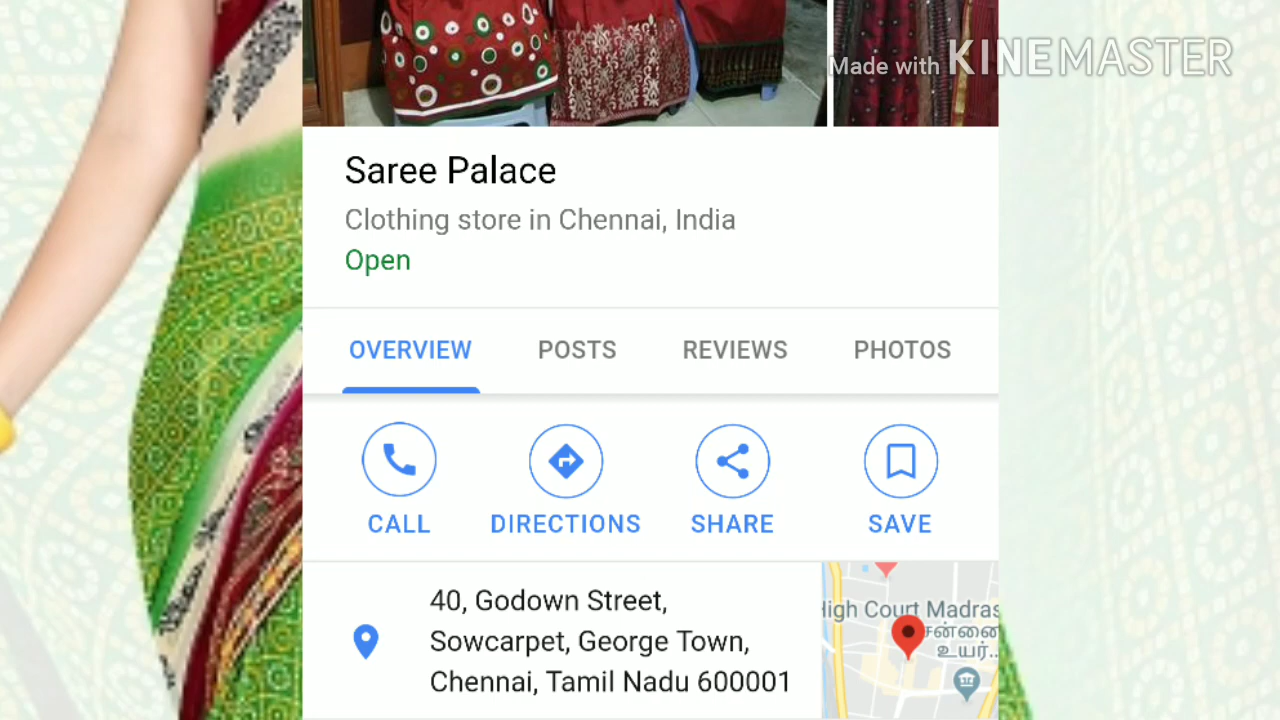 Made with KINEMASTER
Saree Palace
Clothing store in Chennai, India
Open
OVERVIEW POSTS REVIEWS PHOTOS
CALL DIRECTIONS SHARE SAVE
40, Godown Street,
Sowcarpet, George Town,
Chennai, Tamil Nadu 600001
High Court Madras
சென்னை
உயர்..